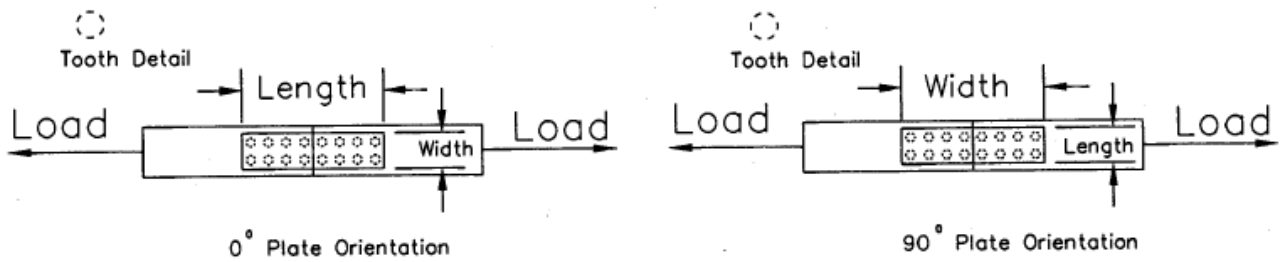 Tooth Detail
Length
Load
Load
Width
0° Plate Orientation
Tooth Detail
Width
Load
Load
Length
90° Plate Orientation